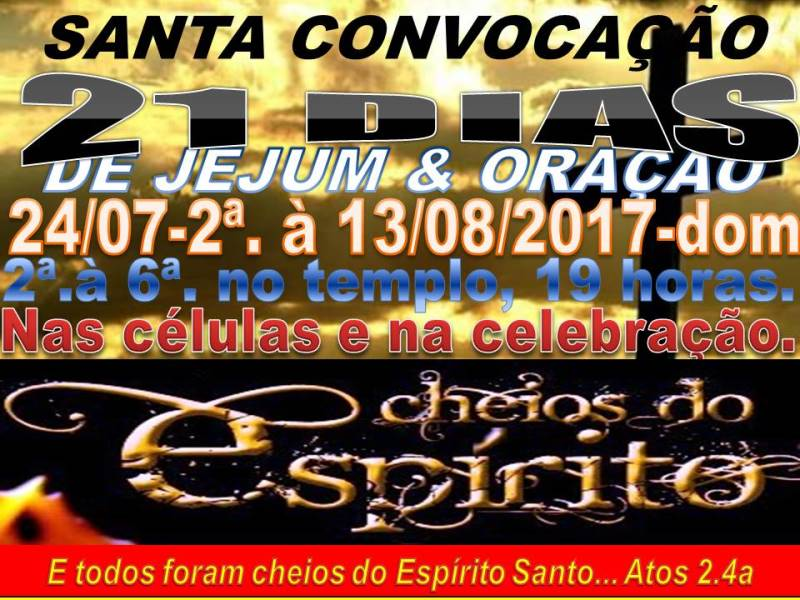 SANTA CONVOCAÇÃO
21 DIAS
DE JEJUM & ORAÇÃO
24/07-2ª. à 13/08/2017-dom
2ª.à 6ª. no templo, 19 horas.
Nas células e na celebração.
cheios do
Espírito
E todos foram cheios do Espírito Santo... Atos 2.4a